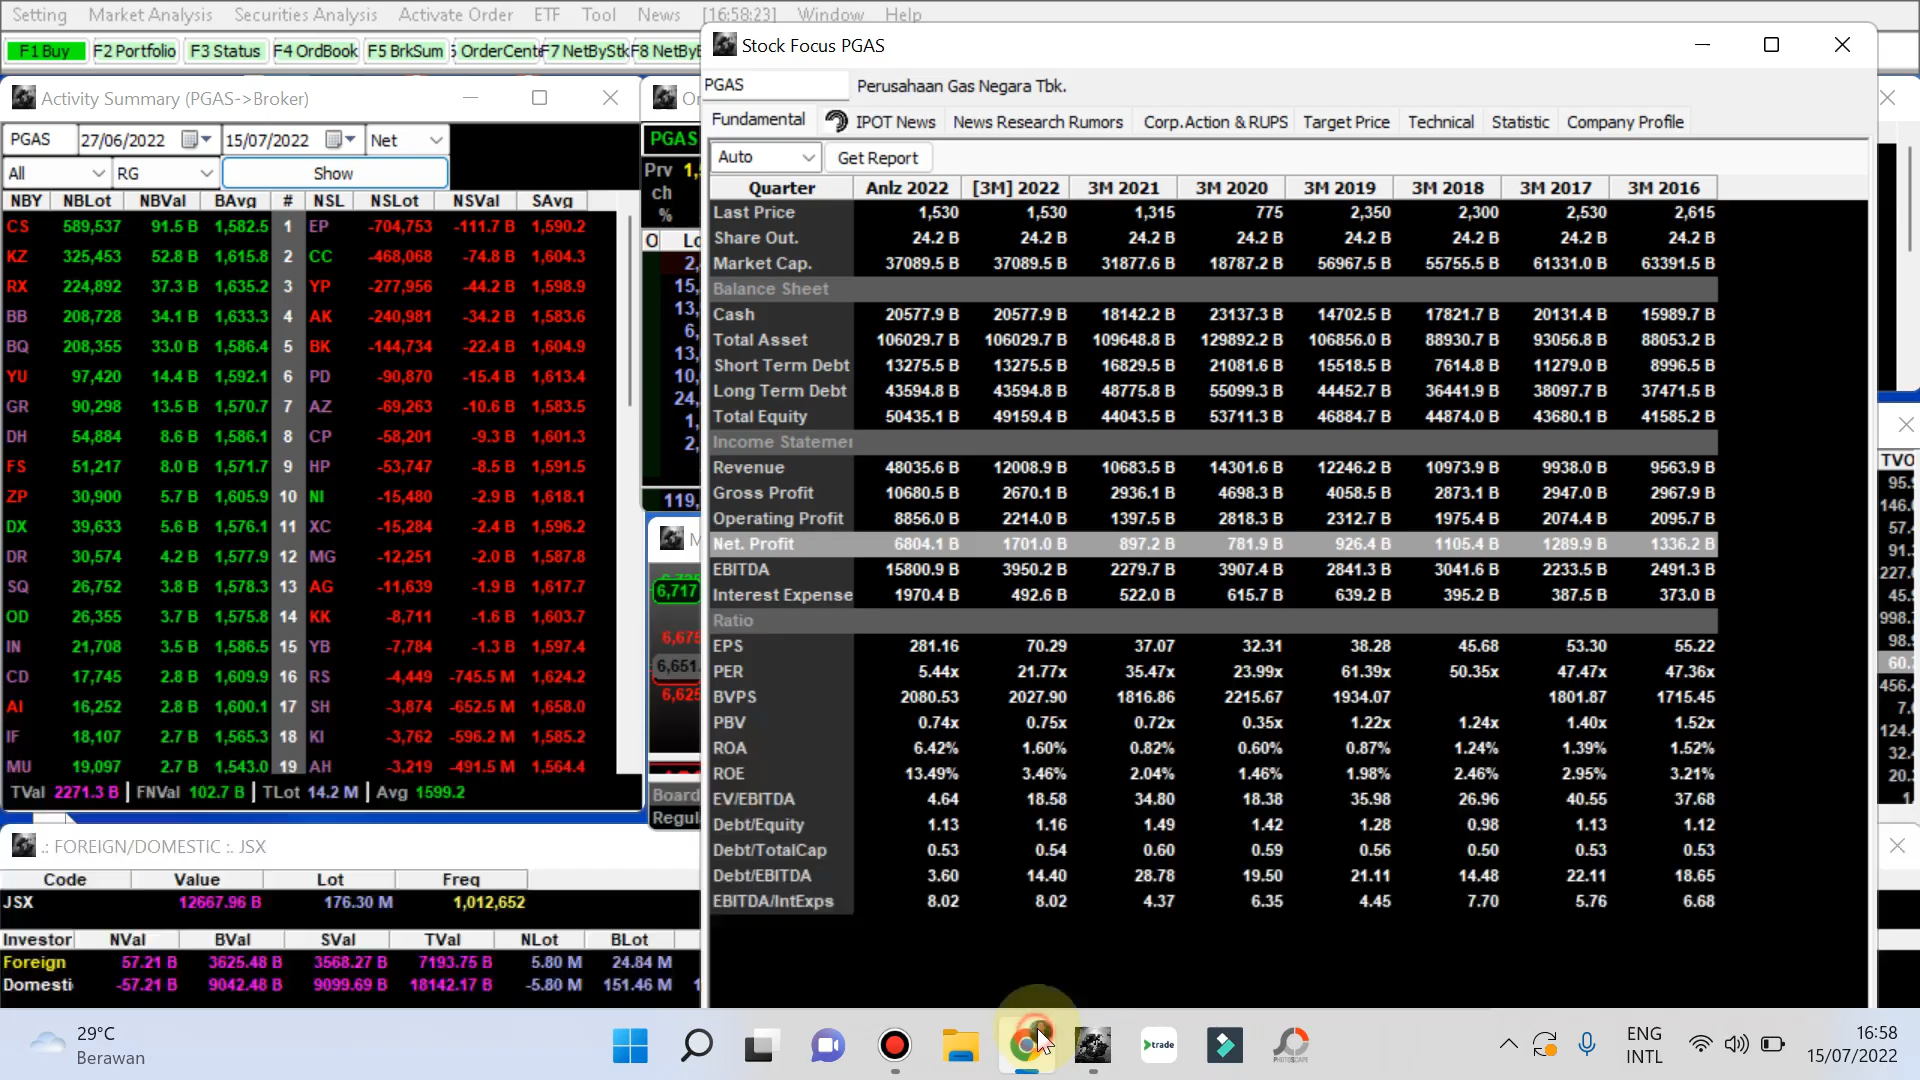 Setting Market Analysis Securities Analysis Activate Order ETF Tool News [16:58:23] Window Help
F1 Buy F2 Portfolio F3 Status F4 OrdBook F5 BrkSum OrderCent F7 NetByStk F8 NetByB
Stock Focus PGAS
PGAS Perusahaan Gas Negara Tbk.
Fundamental IPOT News News Research Rumors Corp.Action & RUPS Target Price Technical Statistic Company Profile
Auto Get Report
Quarter Anlz 2022 [3M] 2022 3M 2021 3M 2020 3M 2019 3M 2018 3M 2017 3M 2016
Last Price 1,530 1,530 1,315 775 2,350 2,300 2,530 2,615
Share Out. 24.2 B 24.2 B 24.2 B 24.2 B 24.2 B 24.2 B 24.2 B 24.2 B
Market Cap. 37089.5 B 37089.5 B 31877.6 B 18787.2 B 56967.5 B 55755.5 B 61331.0 B 63391.5 B
Balance Sheet
Cash 20577.9 B 20577.9 B 18142.2 B 23137.3 B 14702.5 B 17821.7 B 20131.4 B 15989.7 B
Total Asset 106029.7 B 106029.7 B 109648.8 B 129892.2 B 106856.0 B 88930.7 B 93056.8 B 88053.2 B
Short Term Debt 13275.5 B 13275.5 B 16829.5 B 21081.6 B 15518.5 B 7614.8 B 11279.0 B 8996.5 B
Long Term Debt 43594.8 B 43594.8 B 48775.8 B 55099.3 B 44452.7 B 36441.9 B 38097.7 B 37471.5 B
Total Equity 50435.1 B 49159.4 B 44043.5 B 53711.3 B 46884.7 B 44874.0 B 43680.1 B 41585.2 B
Income Statemer
Revenue 48035.6 B 12008.9 B 10683.5 B 14301.6 B 12246.2 B 10973.9 B 9938.0 B 9563.9 B
Gross Profit 10680.5 B 2670.1 B 2936.1 B 4698.3 B 4058.5 B 2873.1 B 2947.0 B 2967.9 B
Operating Profit 8856.0 B 2214.0 B 1397.5 B 2818.3 B 2312.7 B 1975.4 B 2074.4 B 2095.7 B
Net. Profit 6804.1 B 1701.0 B 897.2 B 781.9 B 926.4 B 1105.4 B 1289.9 B 1336.2 B
EBITDA 15800.9 B 3950.2 B 2279.7 B 3907.4 B 2841.3 B 3041.6 B 2233.5 B 2491.3 B
Interest Expense 1970.4 B 492.6 B 522.0 B 615.7 B 639.2 B 395.2 B 387.5 B 373.0 B
Ratio
EPS 281.16 70.29 37.07 32.31 38.28 45.68 53.30 55.22
PER 5.44x 21.77x 35.47x 23.99x 61.39x 50.35x 47.47x 47.36x
BVPS 2080.53 2027.90 1816.86 2215.67 1934.07 1801.87 1715.45
PBV 0.74x 0.75x 0.72x 0.35x 1.22x 1.24x 1.40x 1.52x
ROA 6.42% 1.60% 0.82% 0.60% 0.87% 1.24% 1.39% 1.52%
ROE 13.49% 3.46% 2.04% 1.46% 1.98% 2.46% 2.95% 3.21%
EV/EBITDA 4.64 18.58 34.80 18.38 35.98 26.96 40.55 37.68
Debt/Equity 1.13 1.16 1.49 1.42 1.28 0.98 1.13 1.12
Debt/TotalCap 0.53 0.54 0.60 0.59 0.56 0.50 0.53 0.53
Debt/EBITDA 3.60 14.40 28.78 19.50 21.11 14.48 22.11 18.65
EBITDA/IntExps 8.02 8.02 4.37 6.35 4.45 7.70 5.76 6.68
Activity Summary (PGAS->Broker)
PGAS 27/06/2022 15/07/2022 Net
All RG Show
NBY NBLot NBVal BAvg # NSL NSLot NSVal SAvg
CS 589,537 91.5 B 1,582.5 1 EP -704,753 -111.7 B 1,590.2
KZ 325,453 52.8 B 1,615.8 2 CC -468,068 -74.8 B 1,604.3
RX 224,892 37.3 B 1,635.2 3 YP -277,956 -44.2 B 1,598.9
BB 208,728 34.1 B 1,633.3 4 AK -240,981 -34.2 B 1,583.6
BQ 208,355 33.0 B 1,586.4 5 BK -144,734 -22.4 B 1,604.9
YU 97,420 14.4 B 1,592.1 6 PD -90,870 -15.4 B 1,613.4
GR 90,298 13.5 B 1,570.7 7 AZ -69,263 -10.6 B 1,583.5
DH 54,884 8.6 B 1,586.1 8 CP -58,201 -9.3 B 1,601.3
FS 51,217 8.0 B 1,571.7 9 HP -53,747 -8.5 B 1,591.5
ZP 30,900 5.7 B 1,605.9 10 NI -15,480 -2.9 B 1,618.1
DX 39,633 5.6 B 1,576.1 11 XC -15,284 -2.4 B 1,596.2
DR 30,574 4.2 B 1,577.9 12 MG -12,251 -2.0 B 1,587.8
SQ 26,752 3.8 B 1,578.3 13 AG -11,639 -1.9 B 1,617.7
OD 26,355 3.7 B 1,575.8 14 KK -8,711 -1.6 B 1,603.7
IN 21,708 3.5 B 1,586.5 15 YB -7,784 -1.3 B 1,597.4
CD 17,745 2.8 B 1,609.9 16 RS -4,449 -745.5 M 1,624.2
AI 16,252 2.8 B 1,600.1 17 SH -3,874 -652.5 M 1,658.0
IF 18,107 2.7 B 1,565.3 18 KI -3,762 -596.2 M 1,585.2
MU 19,097 2.7 B 1,543.0 19 AH -3,219 -491.5 M 1,564.4
TVal 2271.3 B | FNVal 102.7 B | TLot 14.2 M | Avg 1599.2
PGAS
Prv
ch
%
6,717
6,651
Board
Regul
TVO
.: FOREIGN/DOMESTIC :. JSX
Code Value Lot Freq
JSX 12667.96 B 176.30 M 1,012,652
Investor NVal BVal SVal TVal NLot BLot
Foreign 57.21 B 3625.48 B 3568.27 B 7193.75 B 5.80 M 24.84 M
Domesti -57.21 B 9042.48 B 9099.69 B 18142.17 B -5.80 M 151.46 M
29°C
Berawan
trade
PHOTOSCAPE
ENG
INTL
16:58
15/07/2022